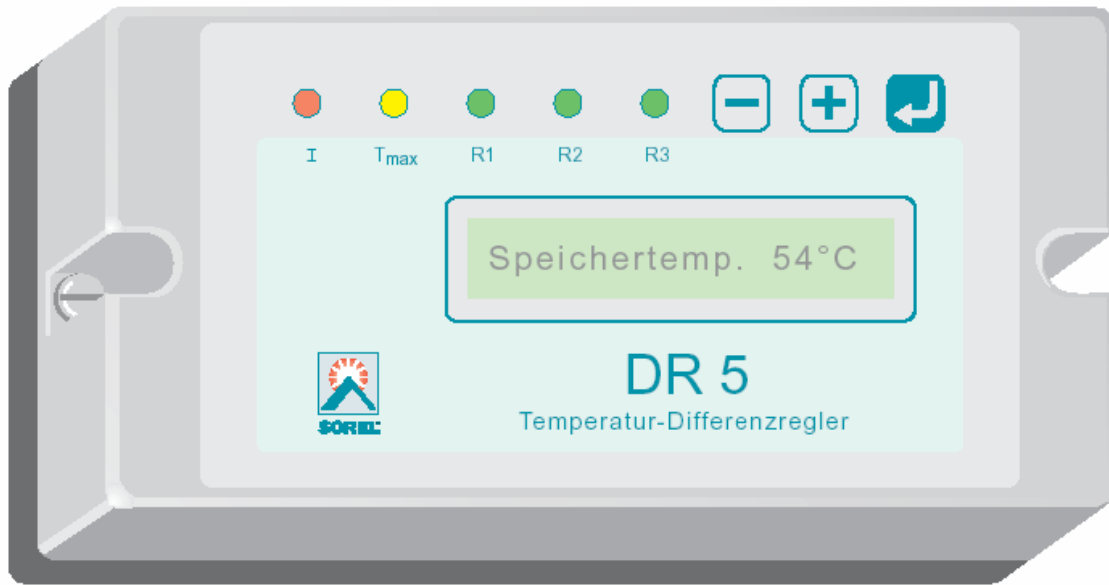 I Tmax R1 R2 R3
Speichertemp. 54°C
DR 5
SOREL
Temperatur-Differenzregler